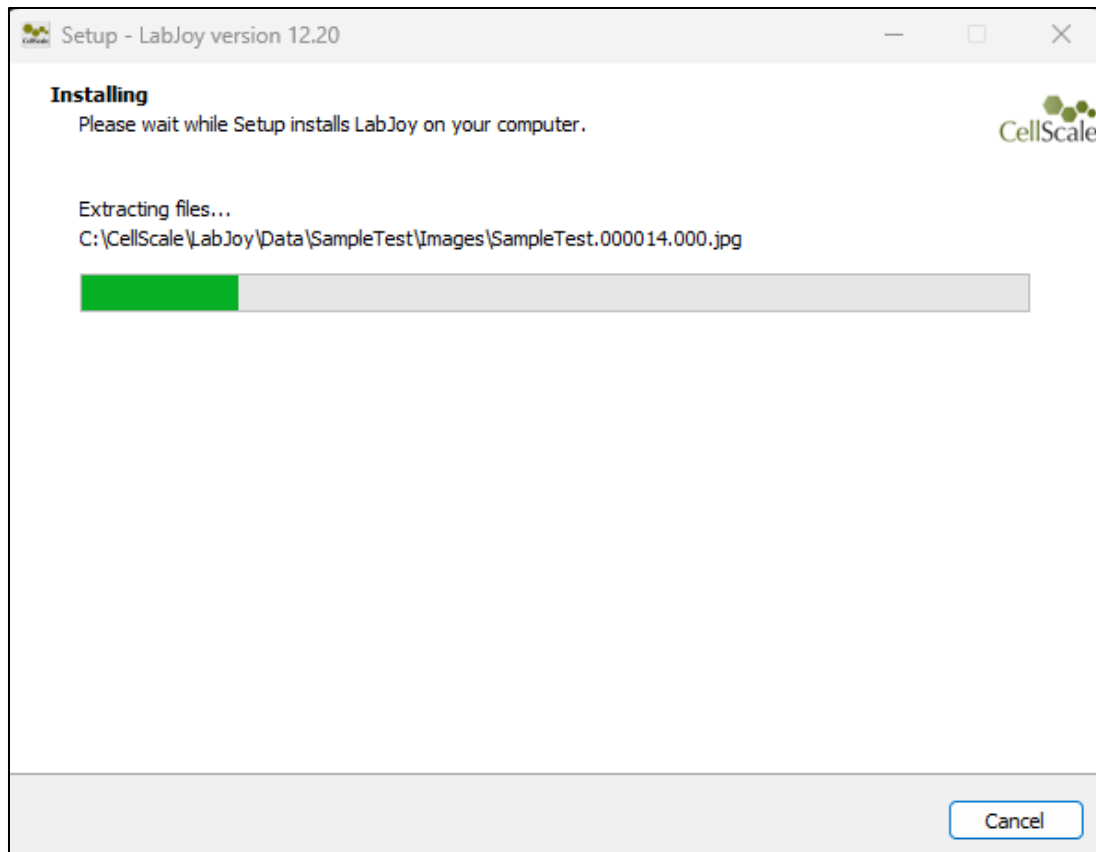 Setup - LabJoy version 12.20
Installing
Please wait while Setup installs LabJoy on your computer.
CellScale
Extracting files...
C:\CellScale\LabJoy\Data\SampleTest\Images\SampleTest.000014.000.jpg
Cancel